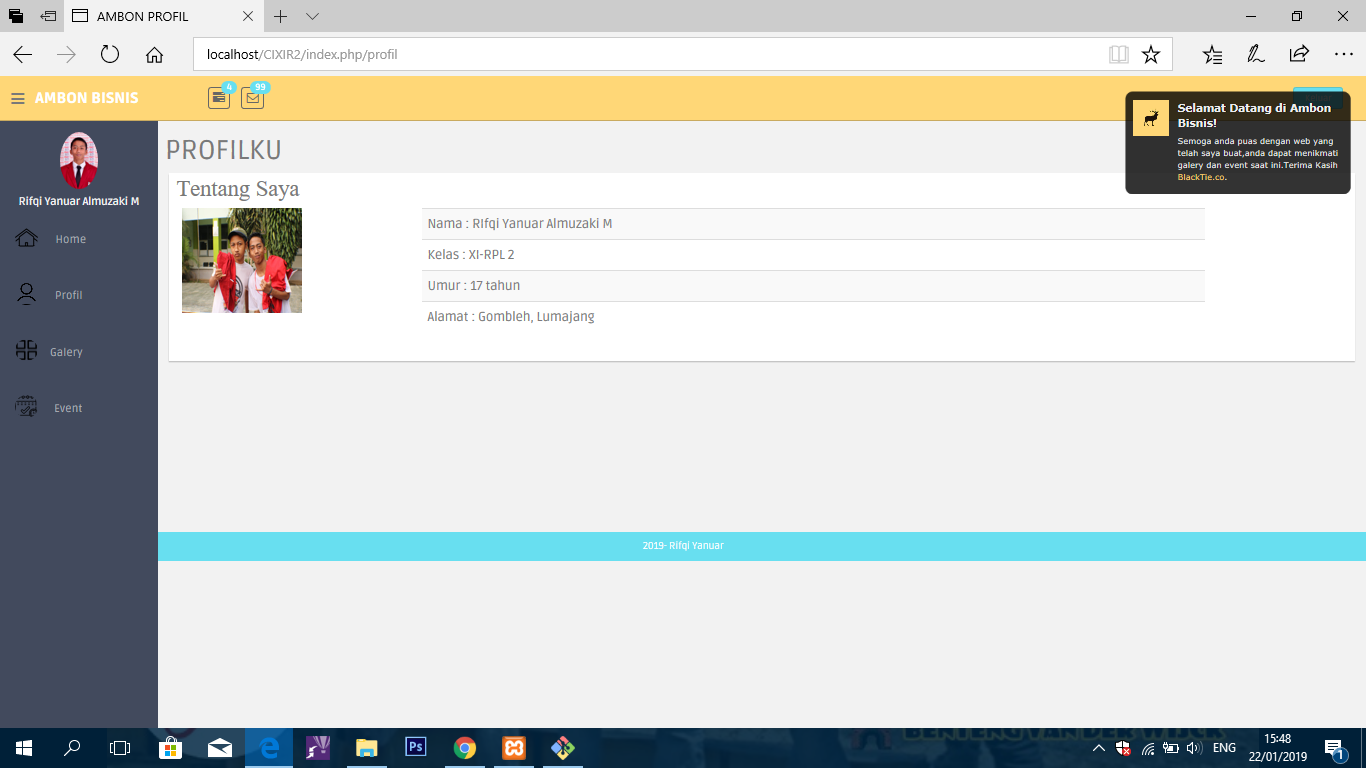 AMBON PROFIL
localhost/CIXIR2/index.php/profil
AMBON BISNIS
4
99
Selamat Datang di Ambon
Bisnis!
Semoga anda puas dengan web yang
telah saya buat,anda dapat menikmati
galery dan event saat ini.Terima Kasih
BlackTie.co.
Rifqi Yanuar Almuzaki M
Home
Profil
Galery
Event
PROFILKU
Tentang Saya
Nama : RIfqi Yanuar Almuzaki M
Kelas : XI-RPL 2
Umur : 17 tahun
Alamat : Gombleh, Lumajang
2019- Rifqi Yanuar
Ps
ENG
15:48
22/01/2019
1